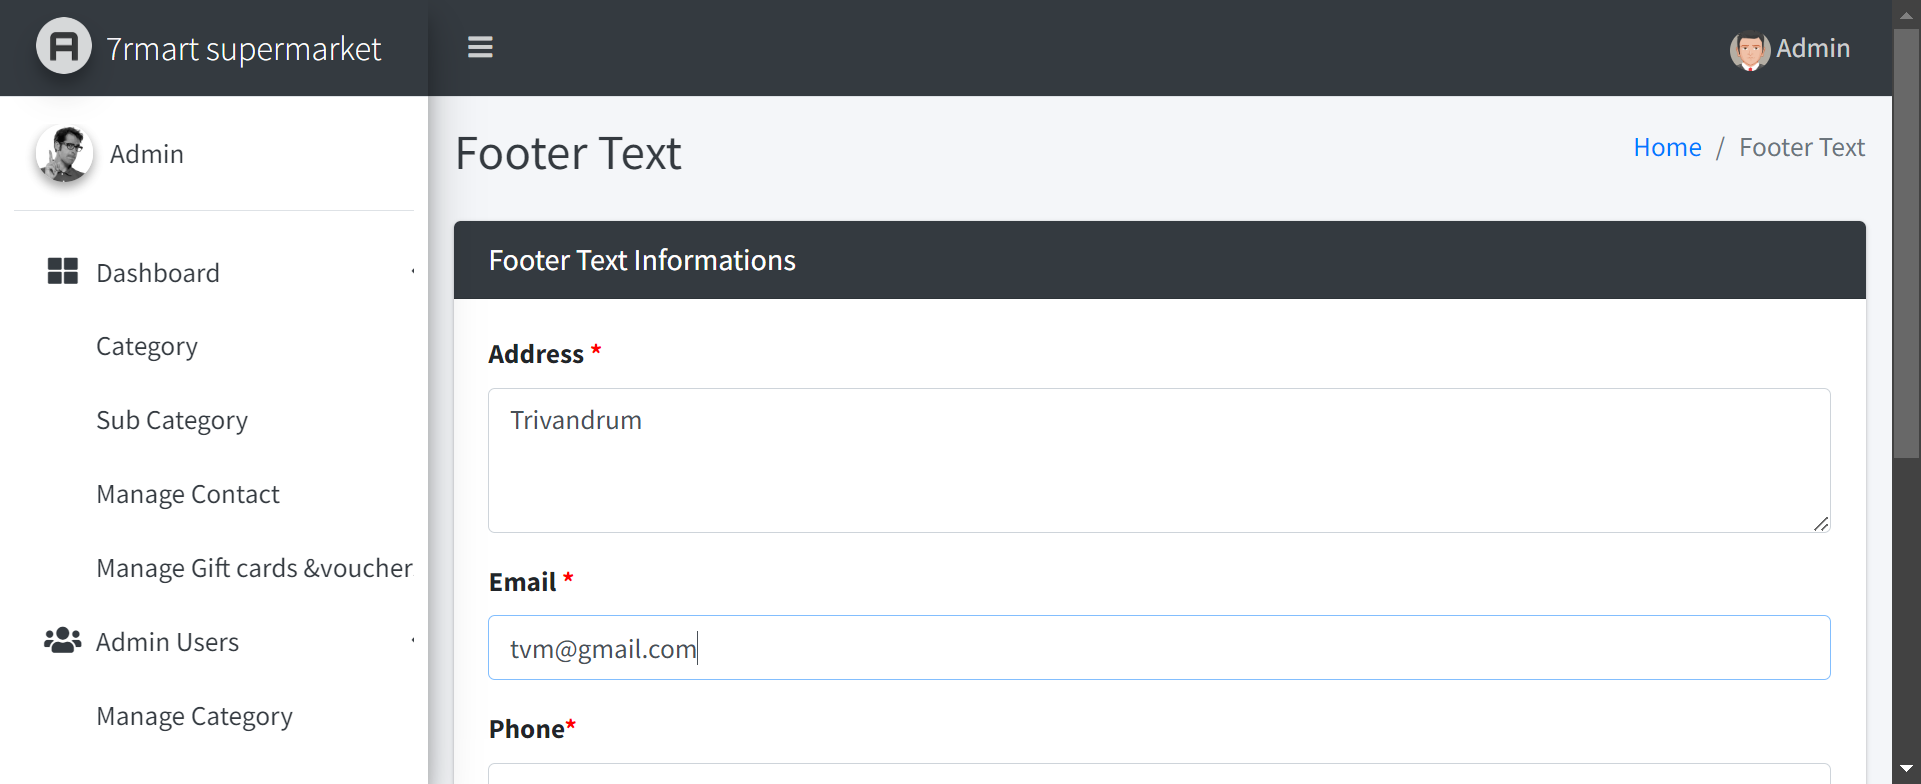 7rmart supermarket
Admin
Admin
Footer Text
Home / Footer Text
Dashboard
Category
Sub Category
Manage Contact
Manage Gift cards &voucher
Admin Users
Manage Category
Footer Text Informations
Address *
Trivandrum
Email *
tvm@gmail.com
Phone*